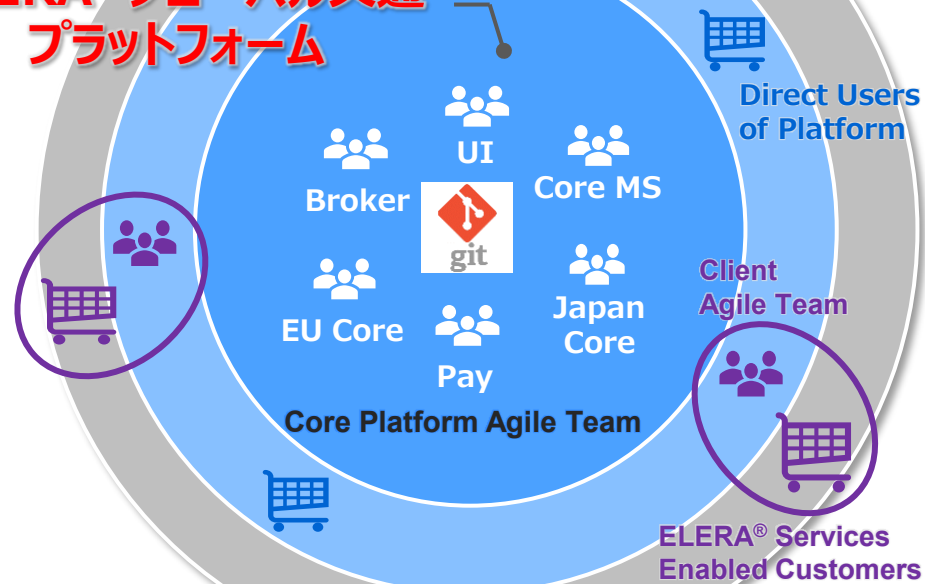 プラットフォーム
Direct Users
of Platform
UI
Broker
Core MS
git
Client
Agile Team
EU Core
Japan
Core
Pay
Core Platform Agile Team
ELERA® Services
Enabled Customers